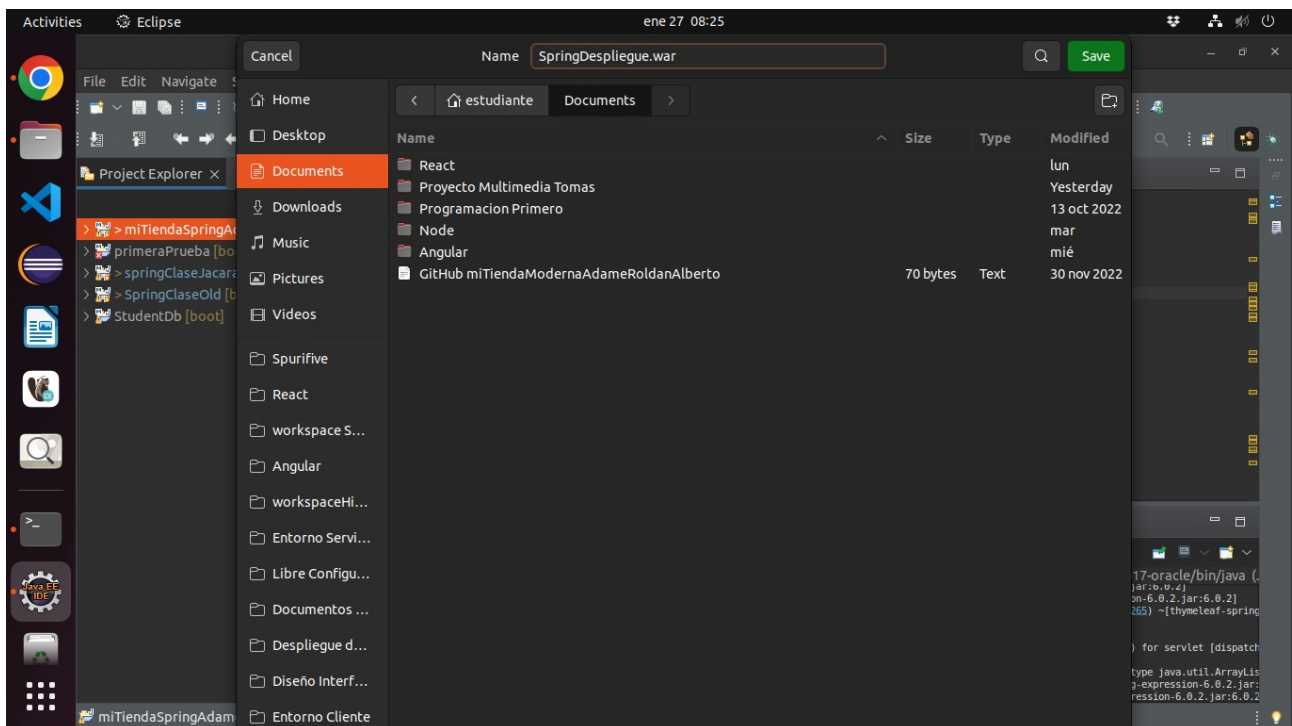 Activities Eclipse ene 27 08:25
Cancel Name SpringDespliegue.war Save
File Edit Navigate
Home
estudiante Documents
Desktop
Name Size Type Modified
Documents
React lun
Project Explorer
Proyecto Multimedia Tomas Yesterday
Downloads
Programacion Primero 13 oct 2022
> miTiendaSpringA
Node mar
primeraPrueba [bo
Music
Angular mié
> springClaseJacara
GitHub miTiendaModernaAdameRoldanAlberto 70 bytes Text 30 nov 2022
Pictures
> SpringClaseOld [b
StudentDb [boot]
Videos
Spurifive
React
workspace S...
Angular
workspaceHi...
Entorno Servi...
Libre Configu...
Documentos ...
Despliegue d...
Diseño Interf...
Entorno Cliente
Java EE
IDE
17-oracle/bin/java (.
jar:6.0.2]
on-6.0.2.jar:6.0.2]
265) ~[thymeleaf-spring
) for servlet [dispatch
type java.util.ArrayLis
g-expression-6.0.2.jar:
ression-6.0.2.jar:6.0.2
miTiendaSpringAdam